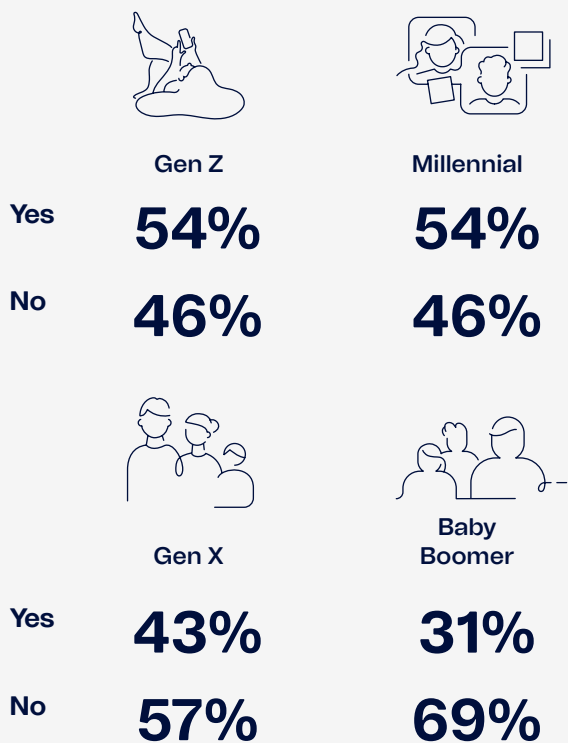 Gen Z Millennial
Yes 54% 54%
No 46% 46%
Baby
Gen X Boomer
Yes 43% 31%
No 57% 69%